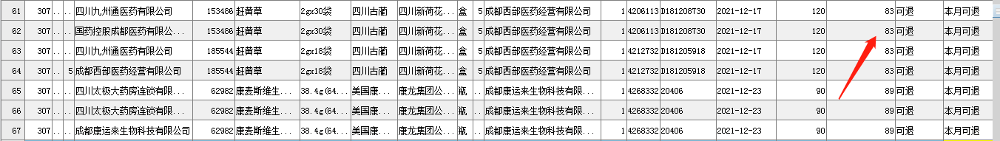 61 307 .. .. 四川九州通医药有限公司 153486 赶黄草 2gx30袋 四川古蔺 四川新荷花... 盒 5 成都西部医药经营有限公司 1 4206113 D181208730 2021-12-17 120 83 可退 本月可退
62 307 .. .. 国药控股成都医药有限公... 153486 赶黄草 2gx30袋 四川古蔺 四川新荷花... 盒 5 成都西部医药经营有限公司 1 4206113 D181208730 2021-12-17 120 83 可退 本月可退
63 307 .. .. 四川九州通医药有限公司 185544 赶黄草 2gx18袋 四川古蔺 四川新荷花... 盒 5 成都西部医药经营有限公司 1 4212732 D181205918 2021-12-17 120 83 可退 本月可退
64 307 .. 5 成都西部医药经营有限公司 185544 赶黄草 2gx18袋 四川古蔺 四川新荷花... 盒 5 成都西部医药经营有限公司 1 4212732 D181205918 2021-12-17 120 83 可退 本月可退
65 307 .. .. 四川太极大药房连锁有限... 62982 康麦斯维生... 38.4g(64... 美国康... 康龙集团公... 瓶 .. 成都康运来生物科技有限... 1 4268332 20406 2021-12-23 90 89 可退 本月可退
66 307 .. .. 四川太极大药房连锁有限... 62982 康麦斯维生... 38.4g(64... 美国康... 康龙集团公... 瓶 .. 成都康运来生物科技有限... 1 4268332 20406 2021-12-23 90 89 可退 本月可退
67 307 .. .. 成都康运来生物科技有限公司 62982 康麦斯维生... 38.4g(64... 美国康... 康龙集团公... 瓶 .. 成都康运来生物科技有限... 1 4268332 20406 2021-12-23 90 89 可退 本月可退